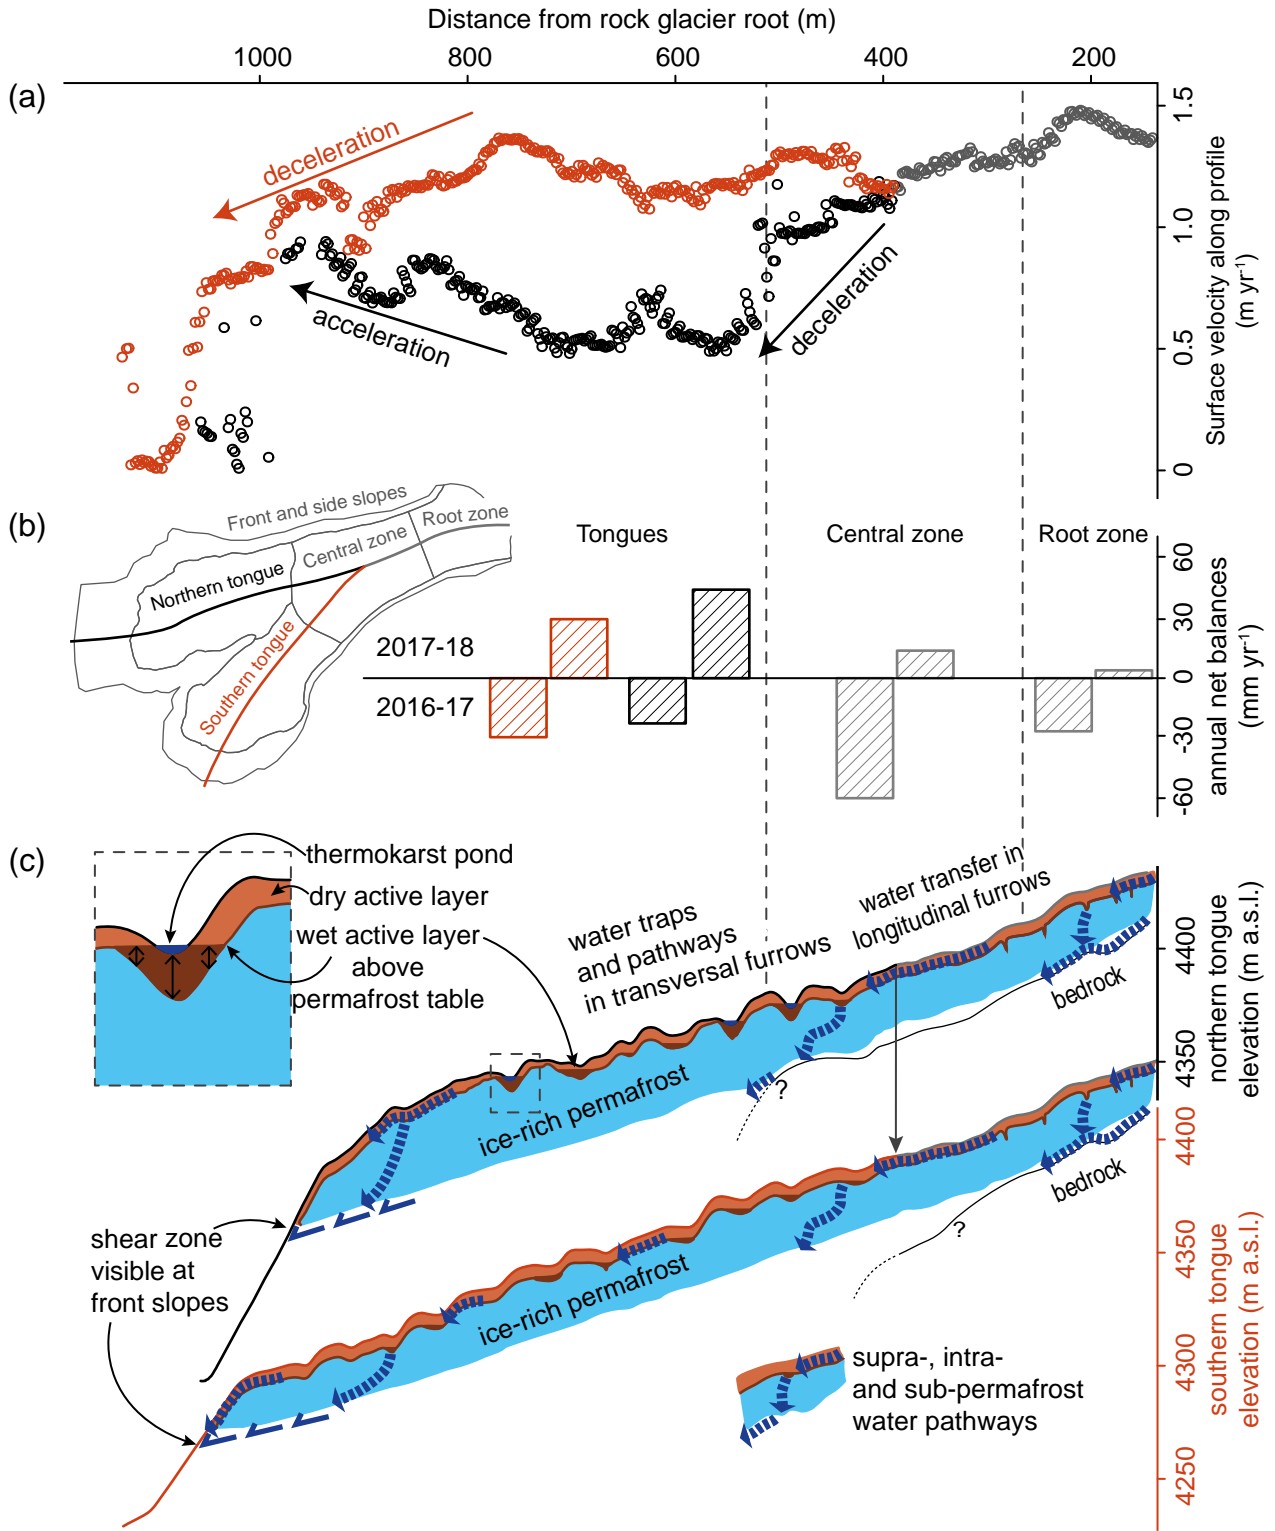 Distance from rock glacier root (m)
1000 800 600 400 200
(a)
deceleration
acceleration
deceleration
1.5
1.0
0.5
0
Surface velocity along profile
(m yr-1)
(b)
Front and side slopes
Root zone
Central zone
Northern tongue
Southern tongue
Tongues Central zone Root zone
2017-18
2016-17
60
30
0
-30
-60
annual net balances
(mm yr-1)
(c)
thermokarst pond
dry active layer
wet active layer
above
permafrost table
water traps
and pathways
in transversal furrows
water transfer in
longitudinal furrows
bedrock
?
ice-rich permafrost
4400
4350
northern tongue
elevation (m a.s.l.)
shear zone
visible at
front slopes
bedrock
?
ice-rich permafrost
4400
4350
4300
4250
southern tongue
elevation (m a.s.l.)
supra-, intra-
and sub-permafrost
water pathways